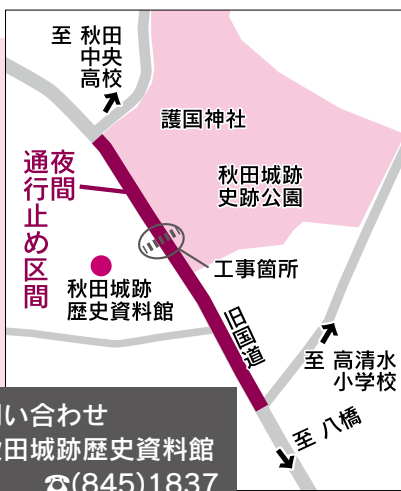 至 秋田
中央
高校
護国神社
秋田城跡
史跡公園
夜間
通行止め区間
工事箇所
秋田城跡
歴史資料館
旧国道
至 高清水
小学校
至 八橋
い合わせ
田城跡歴史資料館
☎(845)1837